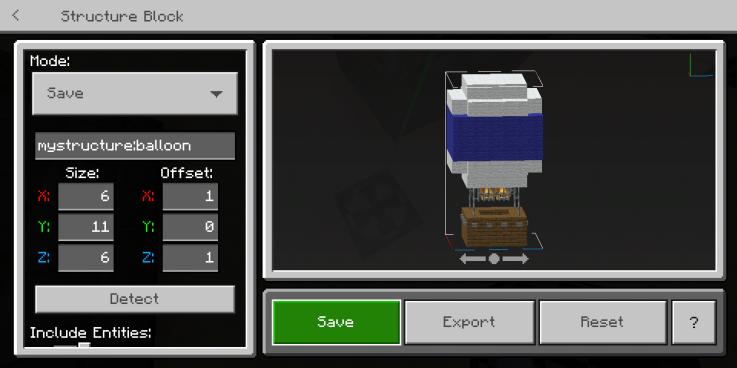 Structure Block
Mode:
Save
mystructure:balloon
Size: Offset:
X: 6 X: 1
Y: 11 Y: 0
Z: 6 Z: 1
Detect
Include Entities:
Save Export Reset ?